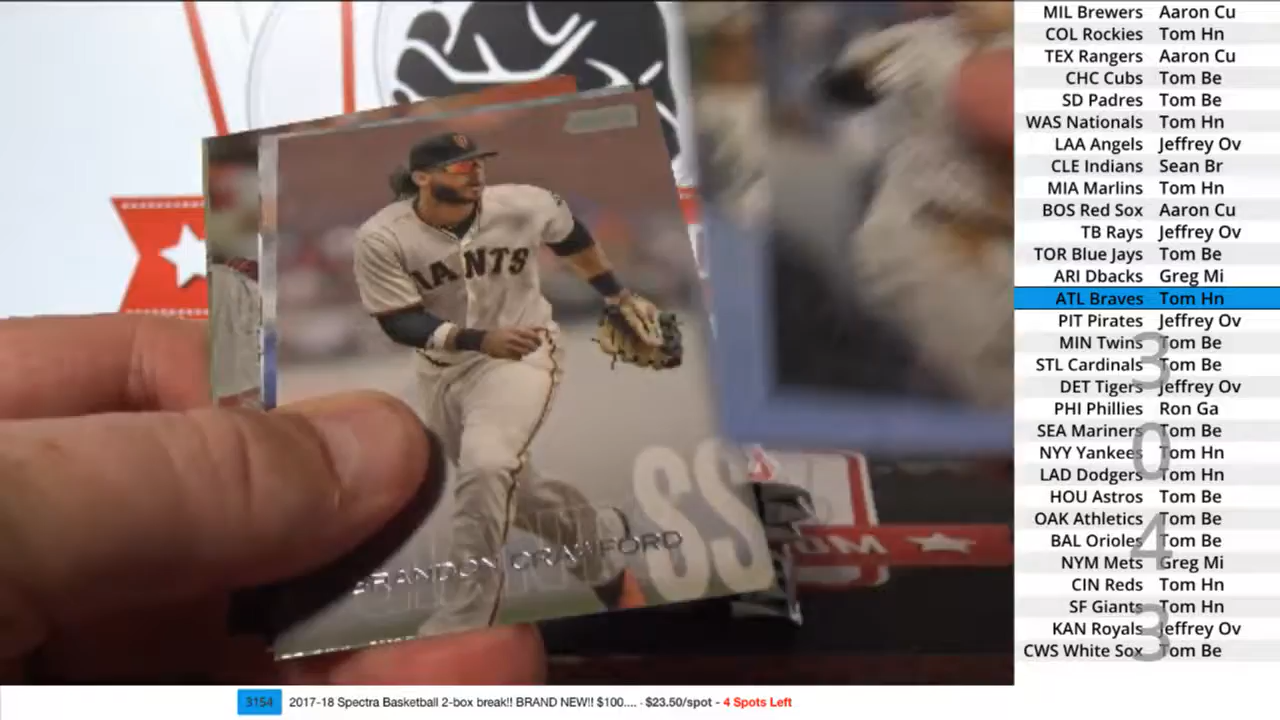 MIL Brewers Aaron Cu
COL Rockies Tom Hn
TEX Rangers Aaron Cu
CHC Cubs Tom Be
SD Padres Tom Be
WAS Nationals Tom Hn
LAA Angels Jeffrey Ov
CLE Indians Sean Br
MIA Marlins Tom Hn
BOS Red Sox Aaron Cu
TB Rays Jeffrey Ov
TOR Blue Jays Tom Be
ARI Dbacks Greg Mi
ATL Braves Tom Hn
PIT Pirates Jeffrey Ov
MIN Twins Tom Be
STL Cardinals Tom Be
DET Tigers Jeffrey Ov
PHI Phillies Ron Ga
SEA Mariners Tom Be
NYY Yankees Tom Hn
LAD Dodgers Tom Hn
HOU Astros Tom Be
OAK Athletics Tom Be
BAL Orioles Tom Be
NYM Mets Greg Mi
CIN Reds Tom Hn
SF Giants Tom Hn
KAN Royals Jeffrey Ov
CWS White Sox Tom Be
3
0
4
3
ANTS
SS
BRANDON CRAWFORD
3154 2017-18 Spectra Basketball 2-box break!! BRAND NEW!! $100.... - $23.50/spot - 4 Spots Left